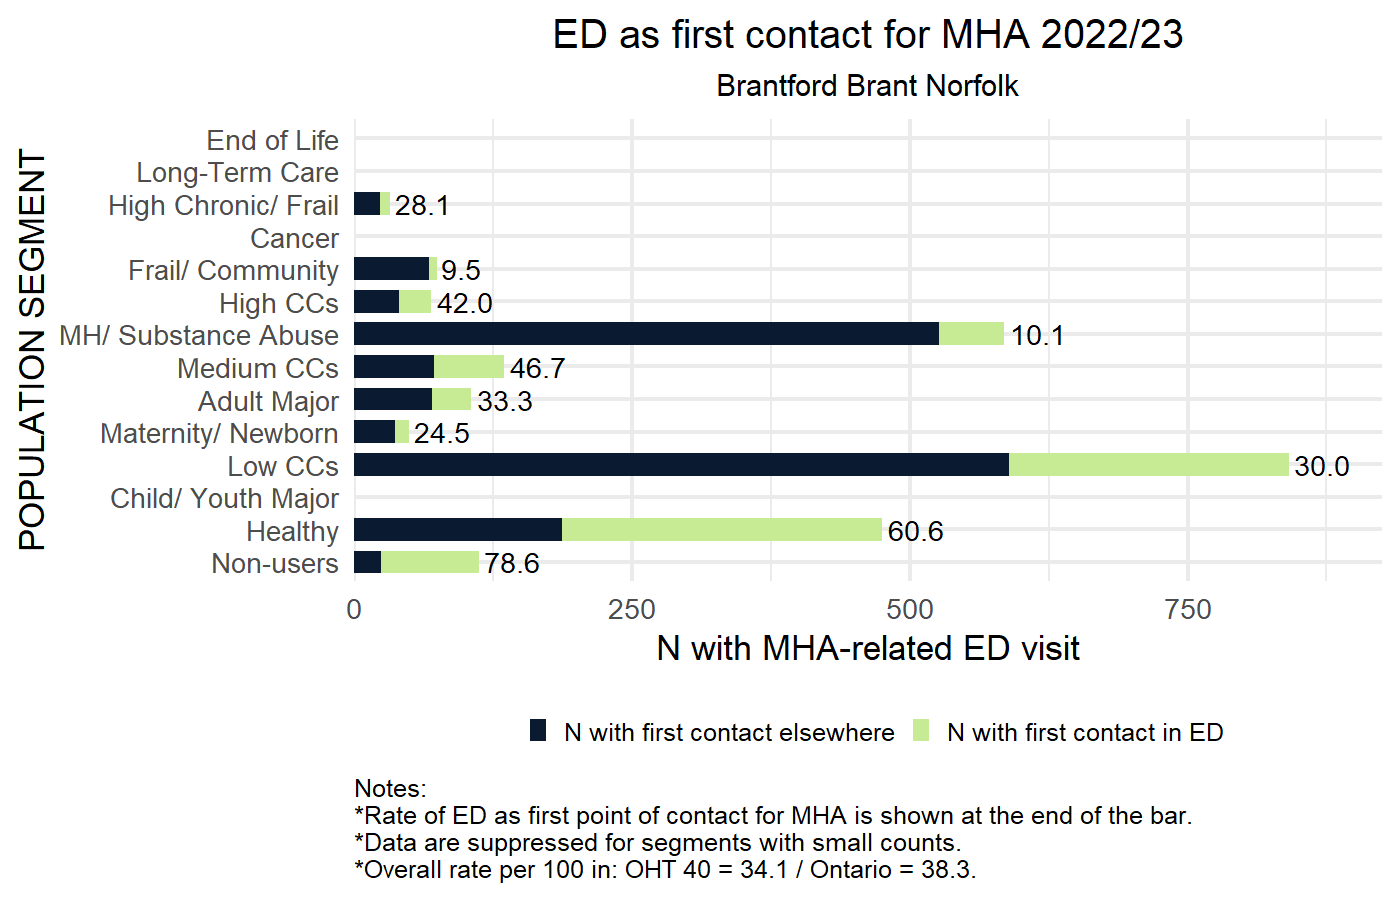 ED as first contact for MHA 2022/23
Brantford Brant Norfolk
POPULATION SEGMENT
End of Life
Long-Term Care
High Chronic/ Frail 28.1
Cancer
Frail/ Community 9.5
High CCs 42.0
MH/ Substance Abuse 10.1
Medium CCs 46.7
Adult Major 33.3
Maternity/ Newborn 24.5
Low CCs 30.0
Child/ Youth Major
Healthy 60.6
Non-users 78.6
0 250 500 750
N with MHA-related ED visit
N with first contact elsewhere N with first contact in ED
Notes:
*Rate of ED as first point of contact for MHA is shown at the end of the bar.
*Data are suppressed for segments with small counts.
*Overall rate per 100 in: OHT 40 = 34.1 / Ontario = 38.3.